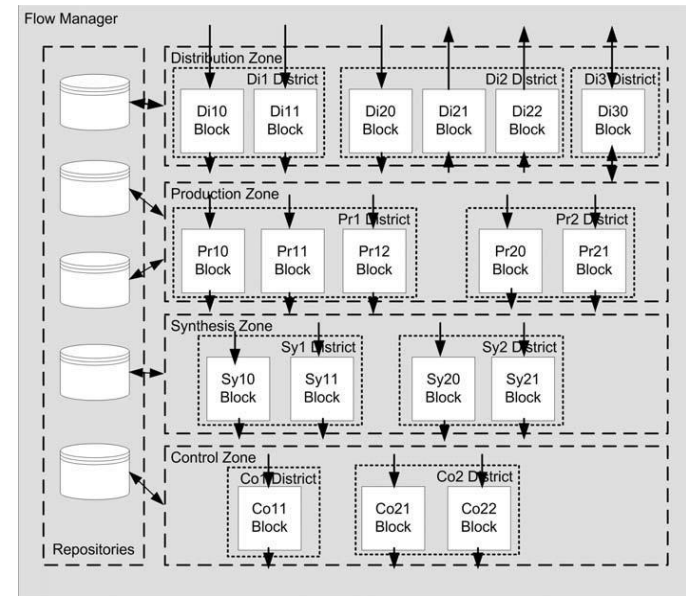 Flow Manager
Distribution Zone
Di1 District
Di2 District
Di3 District
Di10
Block
Di11
Block
Di20
Block
Di21
Block
Di22
Block
Di30
Block
Production Zone
Pr1 District
Pr2 District
Pr10
Block
Pr11
Block
Pr12
Block
Pr20
Block
Pr21
Block
Synthesis Zone
Sy1 District
Sy2 District
Sy10
Block
Sy11
Block
Sy20
Block
Sy21
Block
Control Zone
Co1 District
Co2 District
Co11
Block
Co21
Block
Co22
Block
Repositories